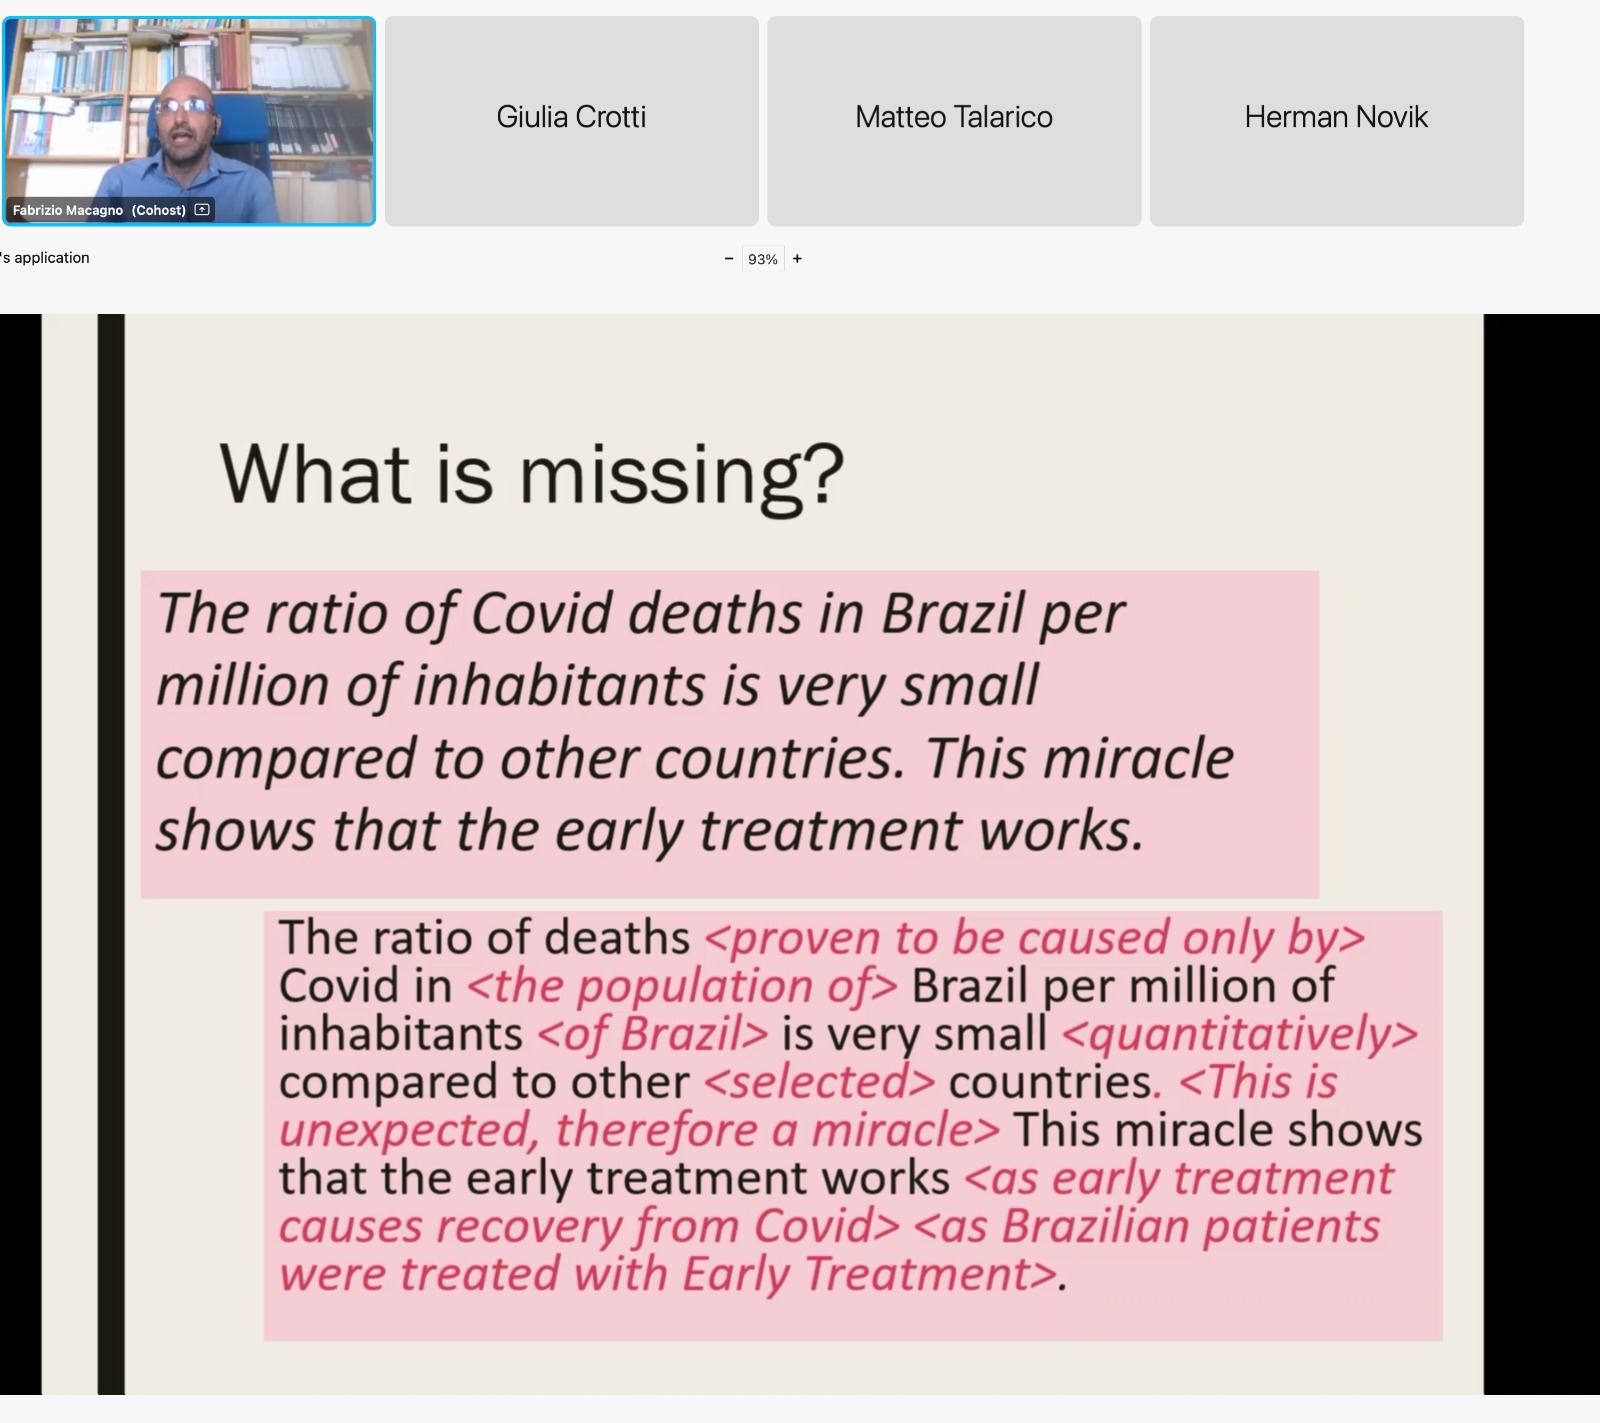 Fabrizio Macagno (Cohost)
Giulia Crotti
Matteo Talarico
Herman Novik
's application
− 93% +
What is missing?
The ratio of Covid deaths in Brazil per
million of inhabitants is very small
compared to other countries. This miracle
shows that the early treatment works.
The ratio of deaths <proven to be caused only by>
Covid in <the population of> Brazil per million of
inhabitants <of Brazil> is very small <quantitatively>
compared to other <selected> countries. <This is
unexpected, therefore a miracle> This miracle shows
that the early treatment works <as early treatment
causes recovery from Covid> <as Brazilian patients
were treated with Early Treatment>.